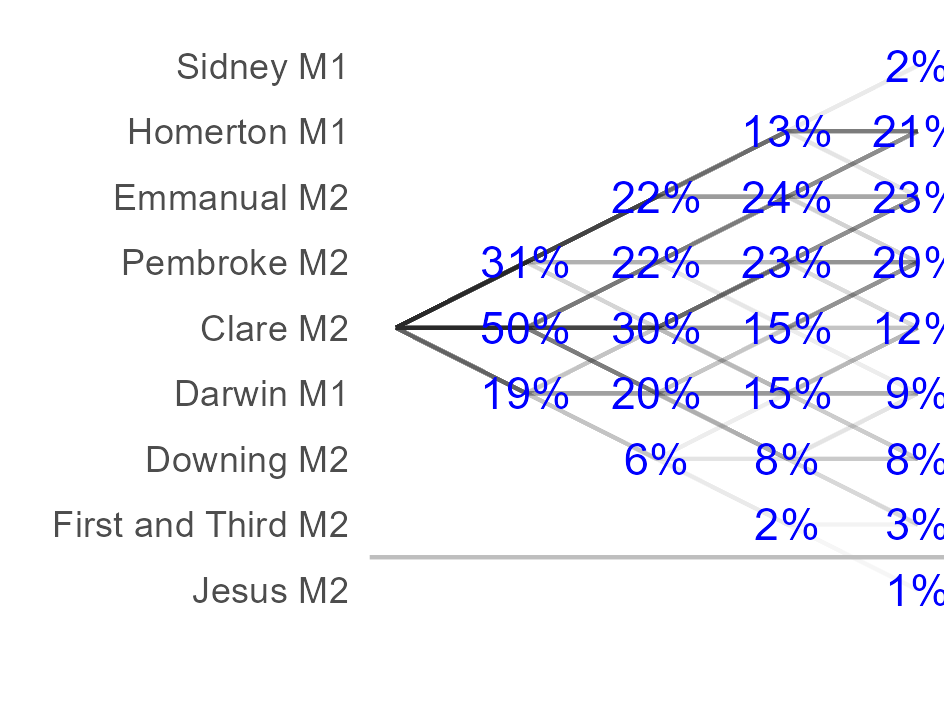 Sidney M1 2%
Homerton M1 13% 21%
Emmanual M2 22% 24% 23%
Pembroke M2 31% 22% 23% 20%
Clare M2 50% 30% 15% 12%
Darwin M1 19% 20% 15% 9%
Downing M2 6% 8% 8%
First and Third M2 2% 3%
Jesus M2 1%